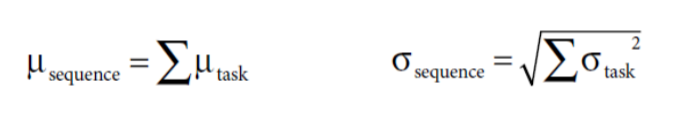 μ sequence = ∑μ task σ sequence = √∑σ task 2